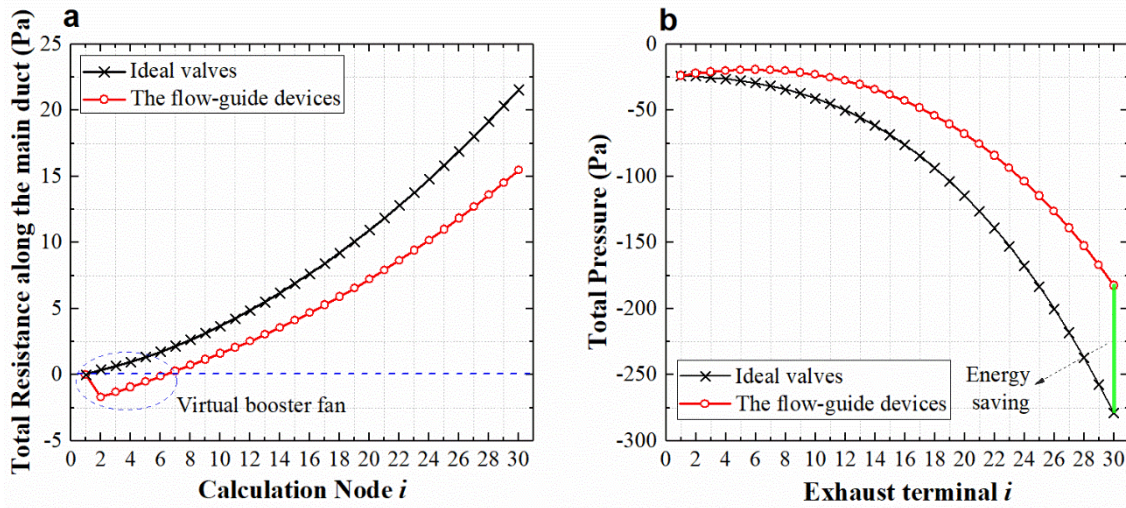 a
Total Resistance along the main duct (Pa)
Ideal valves
The flow-guide devices
25
20
15
10
5
0
-5
Virtual booster fan
0 2 4 6 8 10 12 14 16 18 20 22 24 26 28 30
Calculation Node i
b
Total Pressure (Pa)
0
-50
-100
-150
-200
-250
-300
Ideal valves
The flow-guide devices
Energy
saving
0 2 4 6 8 10 12 14 16 18 20 22 24 26 28 30
Exhaust terminal i